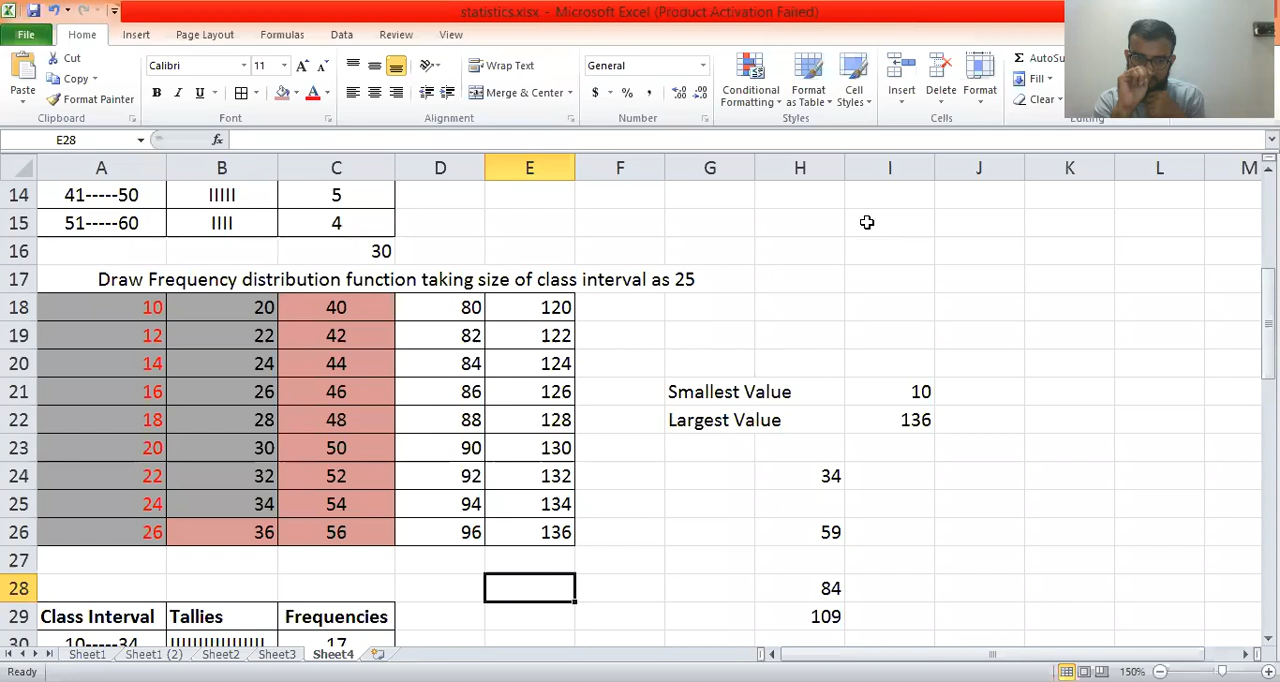 statistics.xlsx - Microsoft Excel (Product Activation Failed)
File Home Insert Page Layout Formulas Data Review View
Cut Calibri 11 Wrap Text General AutoSu
Copy Fill
Paste Format Painter B I U Merge & Center $ % , Conditional Formatting Format as Table Cell Styles Insert Delete Format Clear
Clipboard Font Alignment Number Styles Cells Editing
E28 fx
A B C D E F G H I J K L M
14 41-----50 IIIII 5
15 51-----60 IIII 4
16 30
17 Draw Frequency distribution function taking size of class interval as 25
18 10 20 40 80 120
19 12 22 42 82 122
20 14 24 44 84 124
21 16 26 46 86 126 Smallest Value 10
22 18 28 48 88 128 Largest Value 136
23 20 30 50 90 130
24 22 32 52 92 132 34
25 24 34 54 94 134
26 26 36 56 96 136 59
27
28 84
29 Class Interval Tallies Frequencies 109
30 10-----34 IIIIIIIIIIIIIIIII 17
Sheet1 Sheet1 (2) Sheet2 Sheet3 Sheet4
Ready 150%